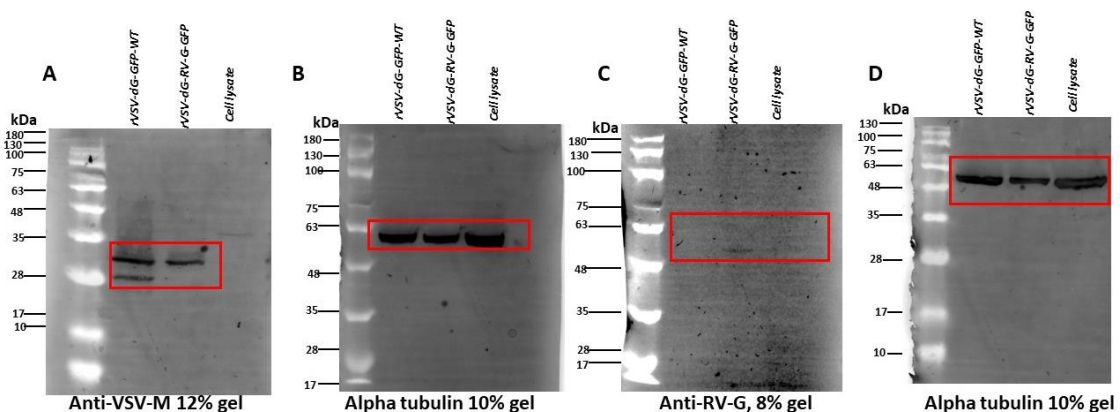 A
rVSV-dG-GFP-WT
rVSV-dG-RV-G-GFP
Cell lysate
kDa
180
130
100
75
63
48
35
28
17
10
Anti-VSV-M 12% gel
B
rVSV-dG-GFP-WT
rVSV-dG-RV-G-GFP
Cell lysate
kDa
180
130
100
75
63
48
35
28
17
Alpha tubulin 10% gel
C
rVSV-dG-GFP-WT
rVSV-dG-RV-G-GFP
Cell lysate
kDa
180
130
100
75
63
48
35
28
17
Anti-RV-G, 8% gel
D
rVSV-dG-GFP-WT
rVSV-dG-RV-G-GFP
Cell lysate
kDa
130
100
75
63
48
35
28
17
10
Alpha tubulin 10% gel